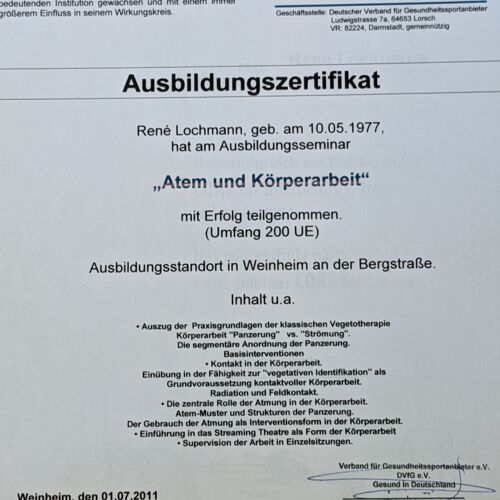 bedeutenden Institution gewachsen und mit einem immer
größerem Einfluss in seinem Wirkungskreis.
Geschäftsstelle: Deutscher Verband für Gesundheitssportanbieter
Ludwigstrasse 7a, 64653 Lorsch
VR: 82224, Darmstadt, gemeinnützig
Ausbildungszertifikat
René Lochmann, geb. am 10.05.1977,
hat am Ausbildungsseminar
„Atem und Körperarbeit“
mit Erfolg teilgenommen.
(Umfang 200 UE)
Ausbildungsstandort in Weinheim an der Bergstraße.
Inhalt u.a.
• Auszug der Praxisgrundlagen der klassischen Vegetotherapie
Körperarbeit "Panzerung" vs. "Strömung".
Die segmentäre Anordnung der Panzerung.
Basisinterventionen
• Kontakt in der Körperarbeit.
Einübung in der Fähigkeit zur "vegetativen Identifikation" als
Grundvoraussetzung kontaktvoller Körperarbeit.
Radiation und Feldkontakt.
• Die zentrale Rolle der Atmung in der Körperarbeit.
Atem-Muster und Strukturen der Panzerung.
Der Gebrauch der Atmung als Interventionsform in der Körperarbeit.
• Einführung in das Streaming Theatre als Form der Körperarbeit
• Supervision der Arbeit in Einzelsitzungen.
Verband für Gesundheitssportanbieter e.V.
DVfG e.V.
Gesund in Deutschland
Weinheim, den 01.07.2011